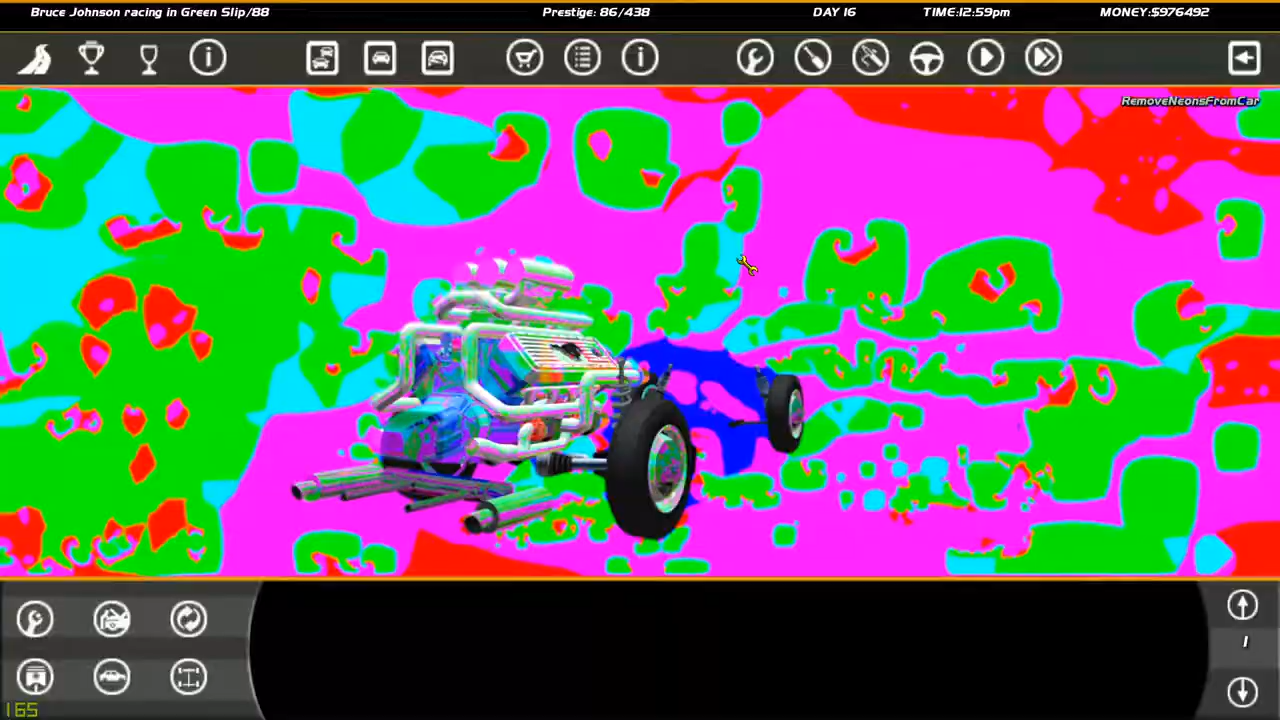 Bruce Johnson racing in Green Slip/88
Prestige: 86/438
DAY 16
TIME:12:59pm
MONEY:$976492
RemoveNeonsFromCar
1
165